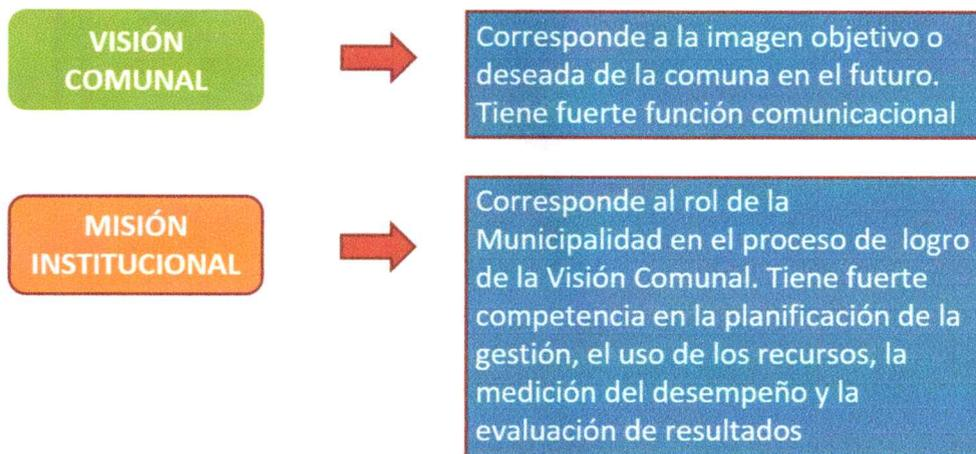 VISIÓN
COMUNAL
Corresponde a la imagen objetivo o
deseada de la comuna en el futuro.
Tiene fuerte función comunicacional
MISIÓN
INSTITUCIONAL
Corresponde al rol de la
Municipalidad en el proceso de logro
de la Visión Comunal. Tiene fuerte
competencia en la planificación de la
gestión, el uso de los recursos, la
medición del desempeño y la
evaluación de resultados